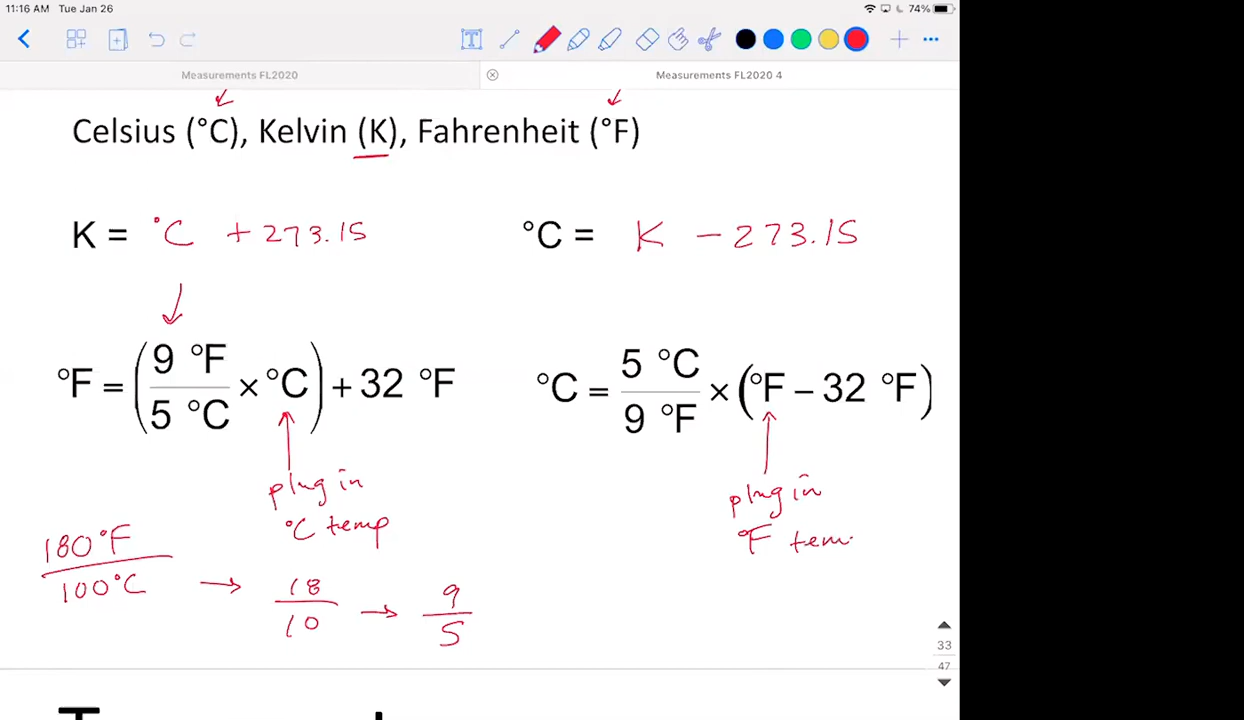 11:16 AM Tue Jan 26 74%
Measurements FL2020 Measurements FL2020 4
Celsius (°C), Kelvin (K), Fahrenheit (°F)
K = °C + 273.15 °C = K - 273.15
°F = (9 °F / 5 °C × °C) + 32 °F °C = 5 °C / 9 °F × (°F − 32 °F)
plug in plug in
°C temp °F tem
180°F / 100°C → 18 / 10 → 9 / 5
33
47